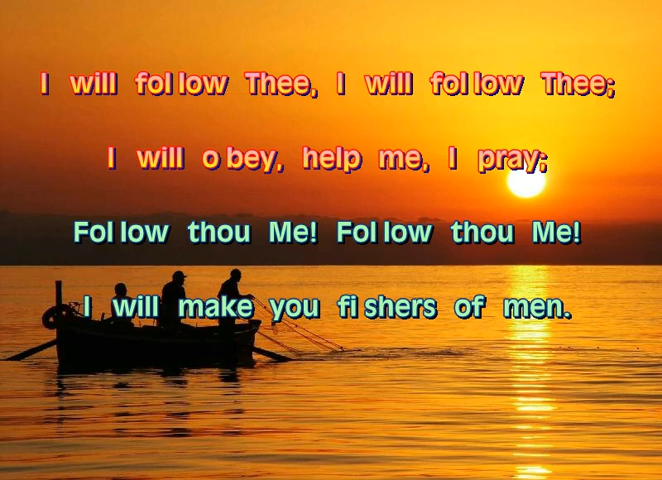 I will fol low Thee, I will fol low Thee;
I will o bey, help me, I pray;
Fol low thou Me! Fol low thou Me!
I will make you fi shers of men.